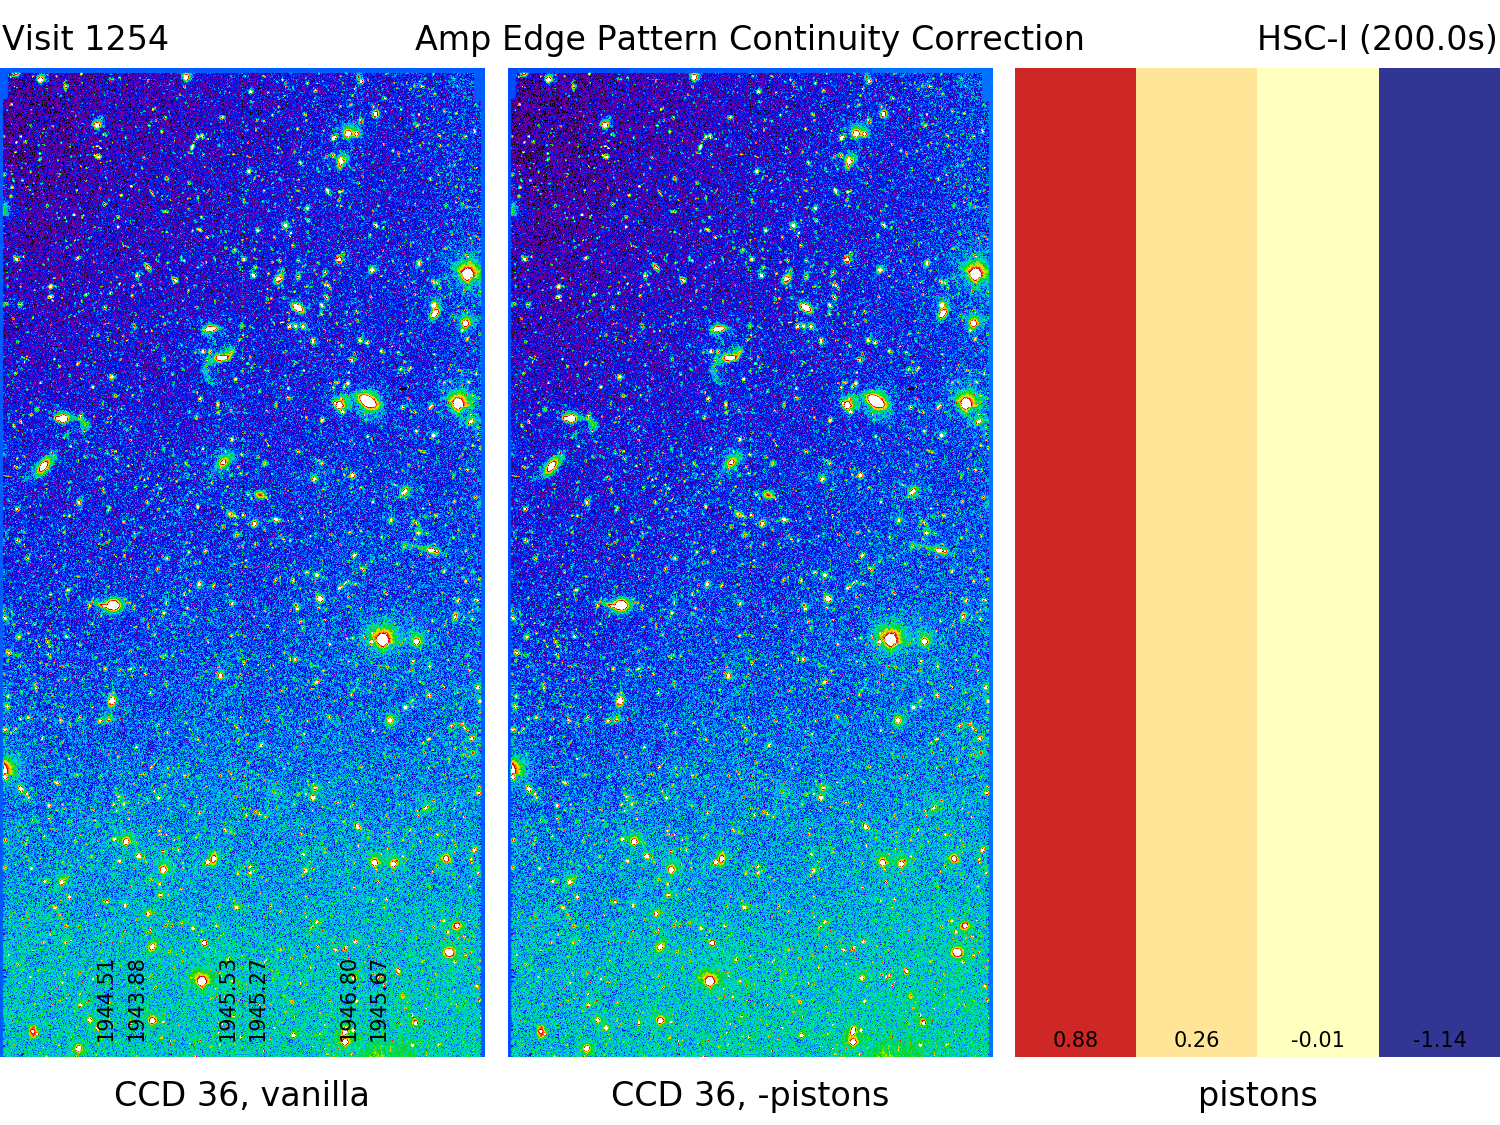 Visit 1254
Amp Edge Pattern Continuity Correction
HSC-I (200.0s)
1944.51
1943.88
1945.53
1945.27
1946.80
1945.67
0.88
0.26
-0.01
-1.14
CCD 36, vanilla
CCD 36, -pistons
pistons